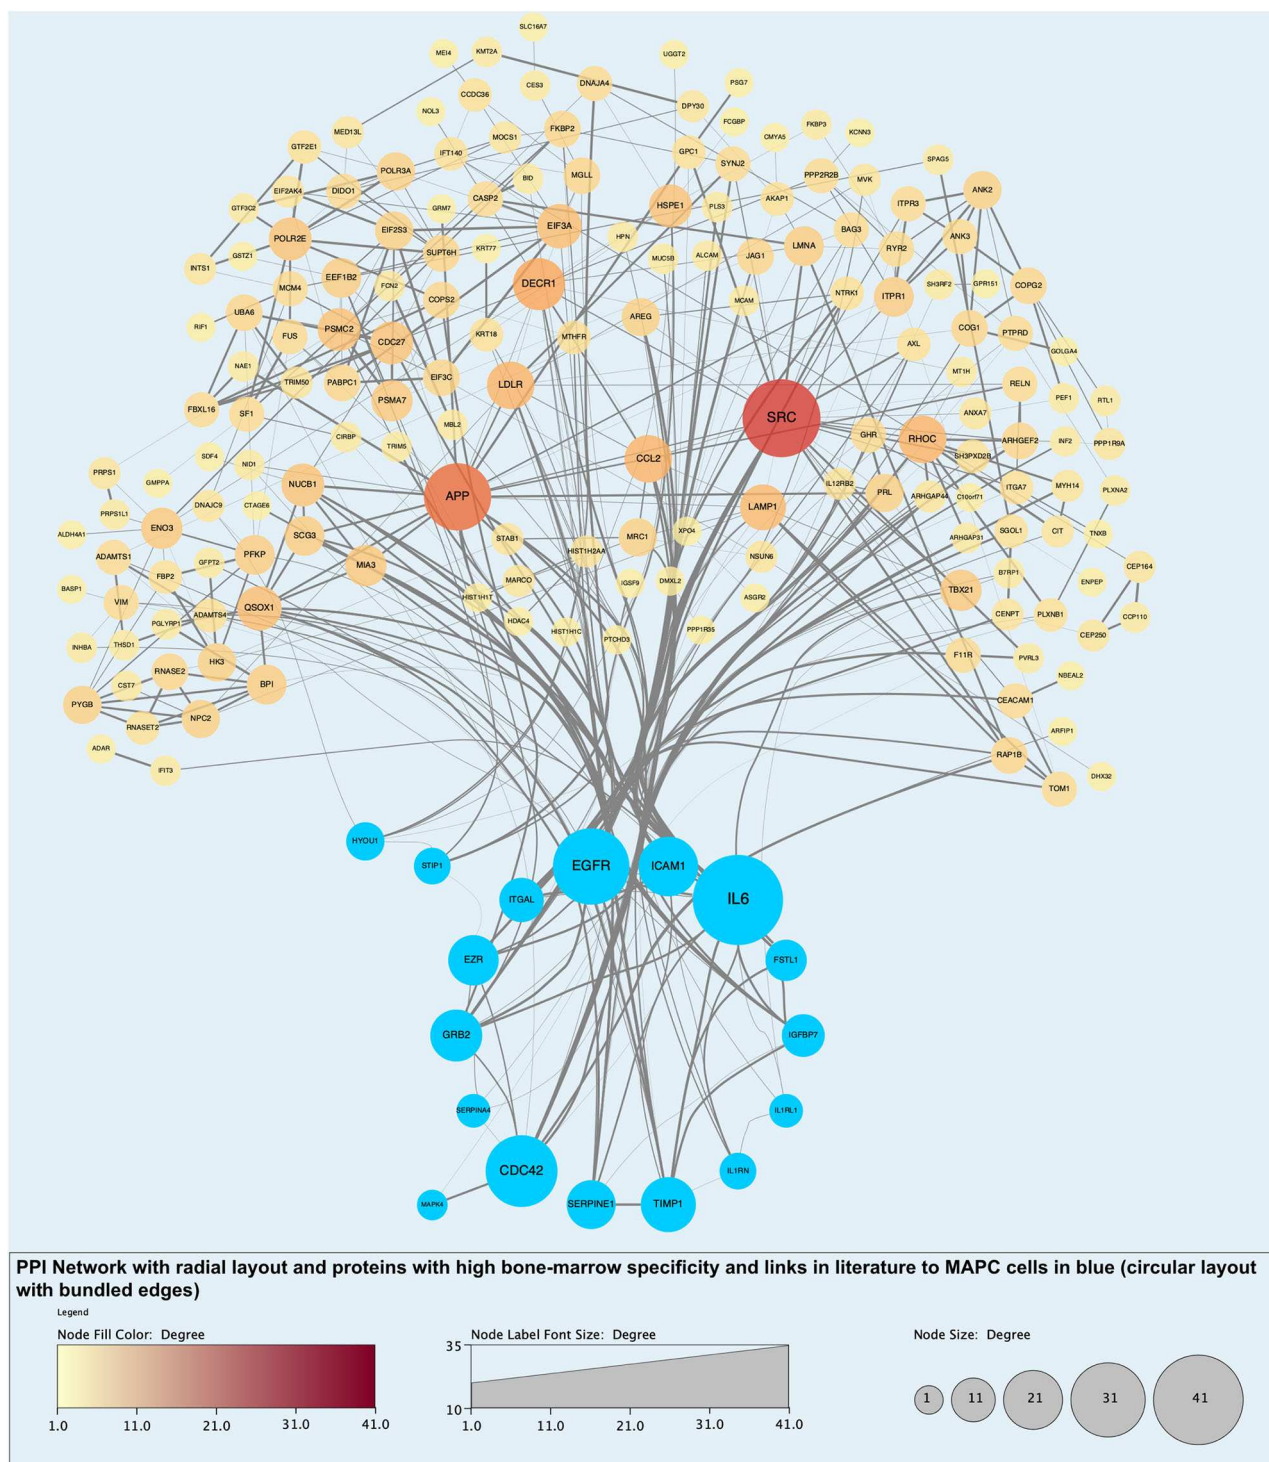 SLC16A7
MEI4
KMT2A
UGGT2
CES3
DNAJA4
PSG7
CCDC36
DPY30
NOL3
FCGBP
FKBP3
MED13L
FKBP2
CMYA5
KCNN3
GTF2E1
MOCS1
IFT140
GPC1
SYNJ2
SPAG5
POLR3A
BID
MGLL
PPP2R2B
MVK
EIF2AK4
DIDO1
CASP2
AKAP1
ANK2
GTF3C2
GRM7
HSPE1
PLS3
ITPR3
EIF2S3
EIF3A
BAG3
POLR2E
HPN
ANK3
LMNA
RYR2
GSTZ1
SUPT6H
KRT77
MUC5B
ALCAM
JAG1
INTS1
EEF1B2
FCN2
DECR1
SH3RF2
GPR151
COPG2
MCM4
COPS2
MCAM
NTRK1
ITPR1
UBA6
AREG
RIF1
PSMC2
FUS
CDC27
KRT18
MTHFR
COG1
PTPRD
AXL
GOLGA4
NAE1
TRIM50
PABPC1
EIF3C
LDLR
MT1H
RELN
PSMA7
PEF1
RTL1
FBXL16
SF1
SRC
ANXA7
MBL2
CIRBP
TRIM5
GHR
RHOC
ARHGEF2
INF2
PPP1R9A
SDF4
NID1
CCL2
SH3PXD2B
PRPS1
GMPPA
NUCB1
IL12RB2
ITGA7
MYH14
PLXNA2
APP
PRL
ARHGAP44
C10orf71
DNAJC9
CTAGE6
LAMP1
PRPS1L1
ENO3
SCG3
STAB1
MRC1
XPO4
ARHGAP31
SGOL1
CIT
TNXB
ALDH4A1
ADAMTS1
PFKP
MIA3
HIST1H2AA
NSUN6
GFPT2
FBP2
MARCO
IGSF9
DMXL2
B7RP1
CEP164
BASP1
TBX21
ENPEP
VIM
HIST1H1T
ASGR2
QSOX1
ADAMTS4
PGLYRP1
HDAC4
HIST1H1C
PPP1R35
CENPT
PLXNB1
CCP110
INHBA
THSD1
PTCHD3
CEP250
HK3
F11R
PVRL3
RNASE2
CST7
BPI
NBEAL2
PYGB
CEACAM1
RNASET2
NPC2
ARFIP1
ADAR
IFIT3
RAP1B
DHX32
TOM1
HYOU1
STIP1
EGFR
ICAM1
ITGAL
IL6
EZR
FSTL1
GRB2
IGFBP7
SERPINA4
IL1RL1
CDC42
IL1RN
MAPK4
SERPINE1
TIMP1
PPI Network with radial layout and proteins with high bone-marrow specificity and links in literature to MAPC cells in blue (circular layout
with bundled edges)
Legend
Node Fill Color: Degree
1.0 11.0 21.0 31.0 41.0
Node Label Font Size: Degree
35
10
1.0 11.0 21.0 31.0 41.0
Node Size: Degree
1 11 21 31 41